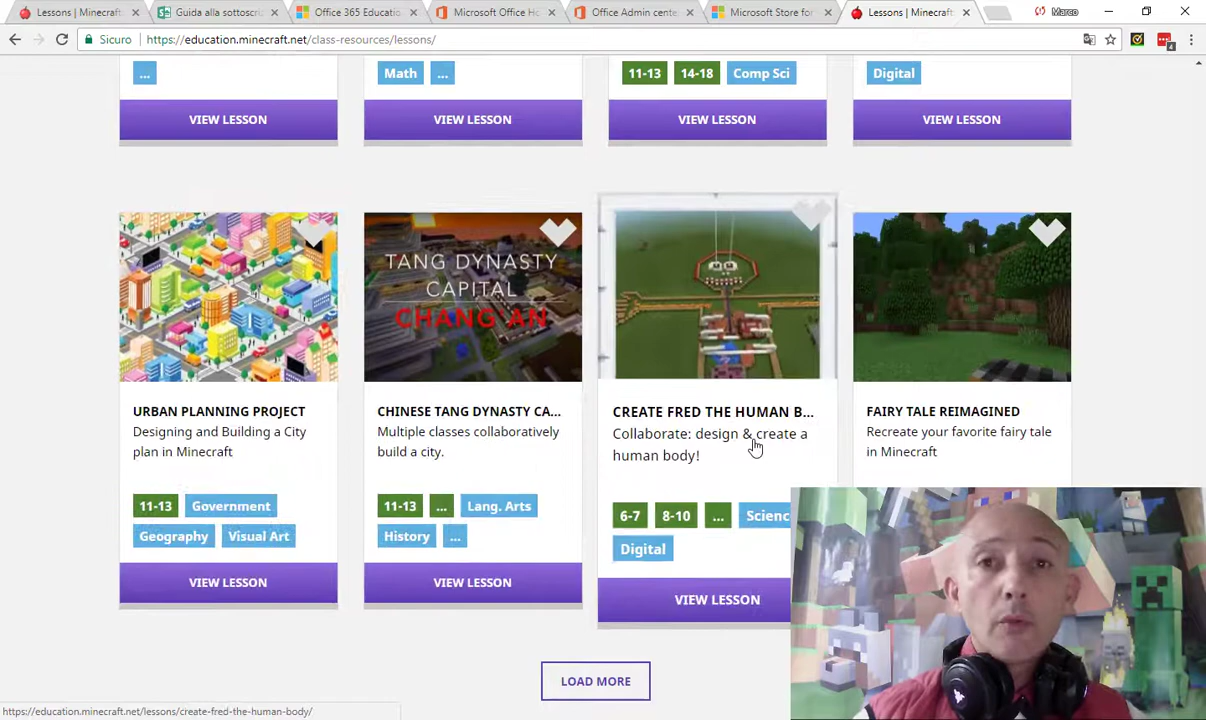 Lessons | Minecraft
Guida alla sottoscri
Office 365 Educatio
Microsoft Office Ho
Office Admin cente
Microsoft Store for
Lessons | Minecraft
Marco
Sicuro
https://education.minecraft.net/class-resources/lessons/
4
...
Math
...
11-13
14-18
Comp Sci
Digital
VIEW LESSON
VIEW LESSON
VIEW LESSON
VIEW LESSON
TANG DYNASTY
CAPITAL
CHANG'AN
URBAN PLANNING PROJECT
Designing and Building a City
plan in Minecraft
11-13
Government
Geography
Visual Art
VIEW LESSON
CHINESE TANG DYNASTY CA...
Multiple classes collaboratively
build a city.
11-13
...
Lang. Arts
History
...
VIEW LESSON
CREATE FRED THE HUMAN B...
Collaborate: design & create a
human body!
6-7
8-10
...
Scienc
Digital
VIEW LESSON
FAIRY TALE REIMAGINED
Recreate your favorite fairy tale
in Minecraft
LOAD MORE
https://education.minecraft.net/lessons/create-fred-the-human-body/